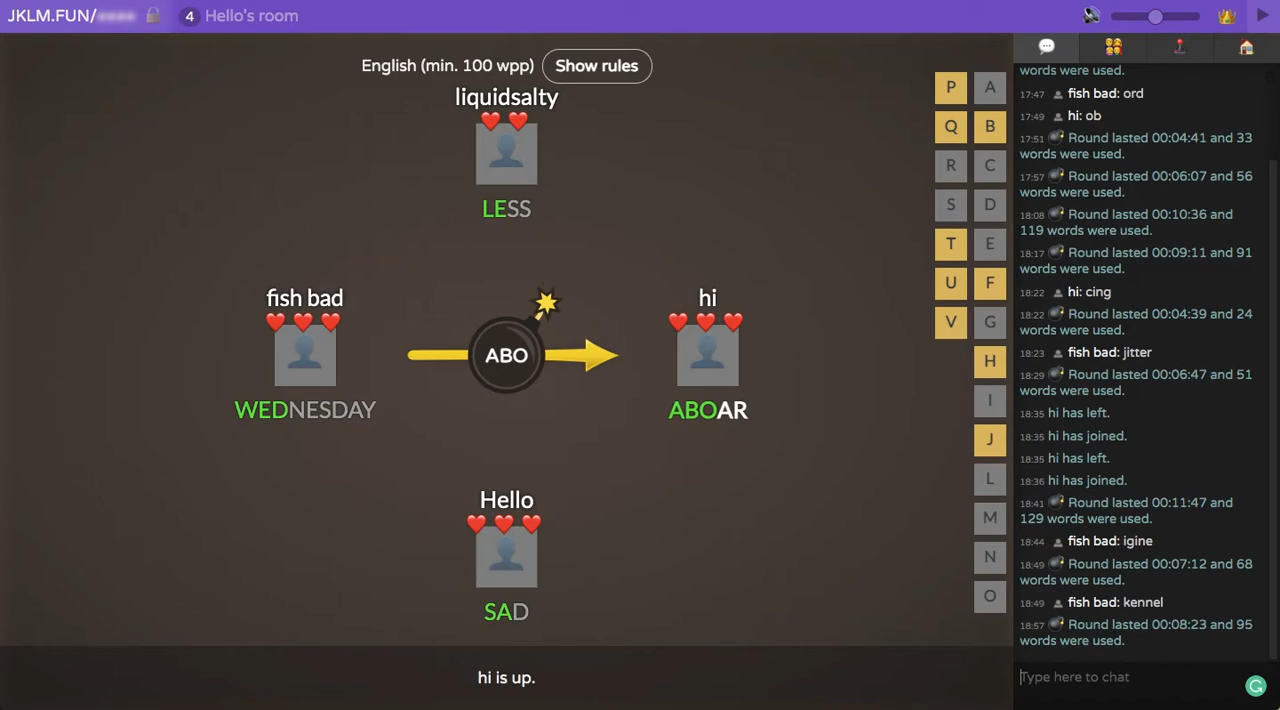 JKLM.FUN/
4 Hello's room
English (min. 100 wpp) Show rules
liquidsalty
LESS
fish bad
WEDNESDAY
ABO
hi
ABOAR
Hello
SAD
hi is up.
P A
Q B
R C
S D
T E
U F
V G
H
I
J
L
M
N
O
words were used.
17:47 fish bad: ord
17:49 hi: ob
17:51 Round lasted 00:04:41 and 33
words were used.
17:57 Round lasted 00:06:07 and 56
words were used.
18:08 Round lasted 00:10:36 and
119 words were used.
18:17 Round lasted 00:09:11 and 91
words were used.
18:22 hi: cing
18:22 Round lasted 00:04:39 and 24
words were used.
18:23 fish bad: jitter
18:29 Round lasted 00:06:47 and 51
words were used.
18:35 hi has left.
18:35 hi has joined.
18:35 hi has left.
18:36 hi has joined.
18:41 Round lasted 00:11:47 and
129 words were used.
18:44 fish bad: igine
18:49 Round lasted 00:07:12 and 68
words were used.
18:49 fish bad: kennel
18:57 Round lasted 00:08:23 and 95
words were used.
Type here to chat